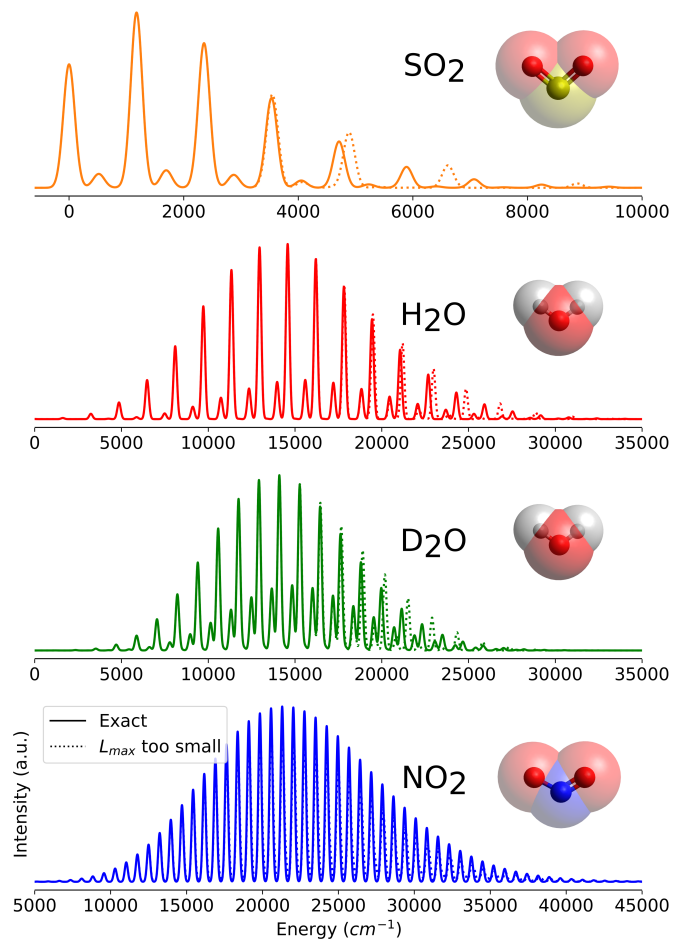 SO2
0 2000 4000 6000 8000 10000
H2O
0 5000 10000 15000 20000 25000 30000 35000
D2O
0 5000 10000 15000 20000 25000 30000 35000
Exact
Lmax too small
NO2
Intensity (a.u.)
5000 10000 15000 20000 25000 30000 35000 40000 45000
Energy (cm⁻¹)